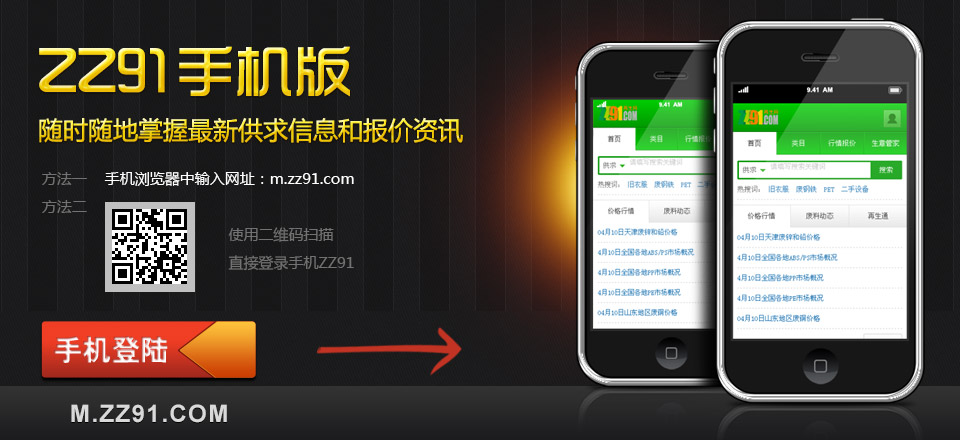 ZZ91手机版
随时随地掌握最新供求信息和报价资讯
方法一 手机浏览器中输入网址：m.zz91.com
方法二
使用二维码扫描
直接登录手机ZZ91
手机登陆
M.ZZ91.COM
9.41 AM
Z91.COM
首页 类目 行情报价
供求 请填写搜索关键词
热搜词： 旧衣服 废钢铁 PET 二手设备
价格行情 废料动态
04月10日天津废锌和铅价格
4月10日全国各地ABS/PS市场概况
4月10日全国各地PP市场概况
4月10日全国各地PE市场概况
04月10日山东地区废铜价格
9.41 AM
Z91.COM
首页 类目 行情报价 生意管家
供求 请填写搜索关键词 搜索
热搜词： 旧衣服 废钢铁 PET 二手设备
价格行情 废料动态 再生通
04月10日天津废锌和铅价格
4月10日全国各地ABS/PS市场概况
4月10日全国各地PP市场概况
4月10日全国各地PE市场概况
04月10日山东地区废铜价格